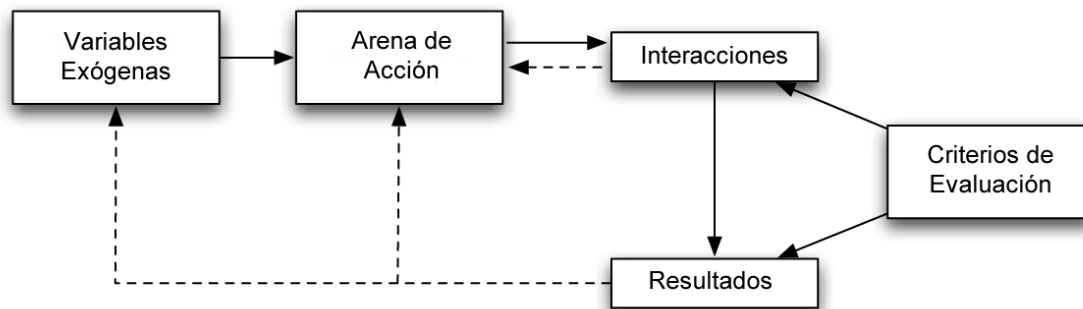 Variables
Exógenas
Arena de
Acción
Interacciones
Criterios de
Evaluación
Resultados